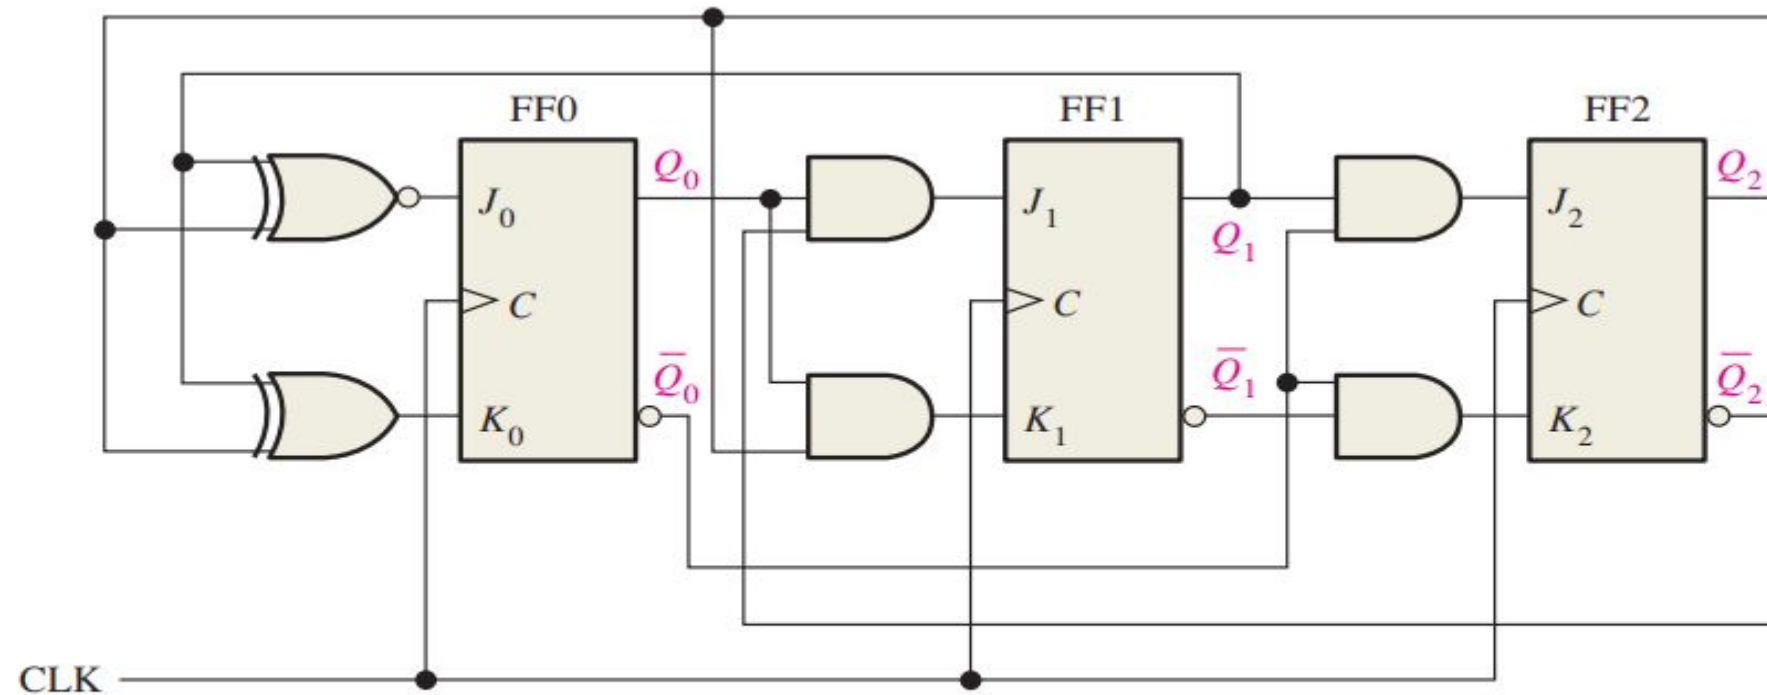 FF0 FF1 FF2
Q0 Q1 Q2
J0 J1 J2
C C C
Q̅0 Q̅1 Q̅2
K0 K1 K2
CLK